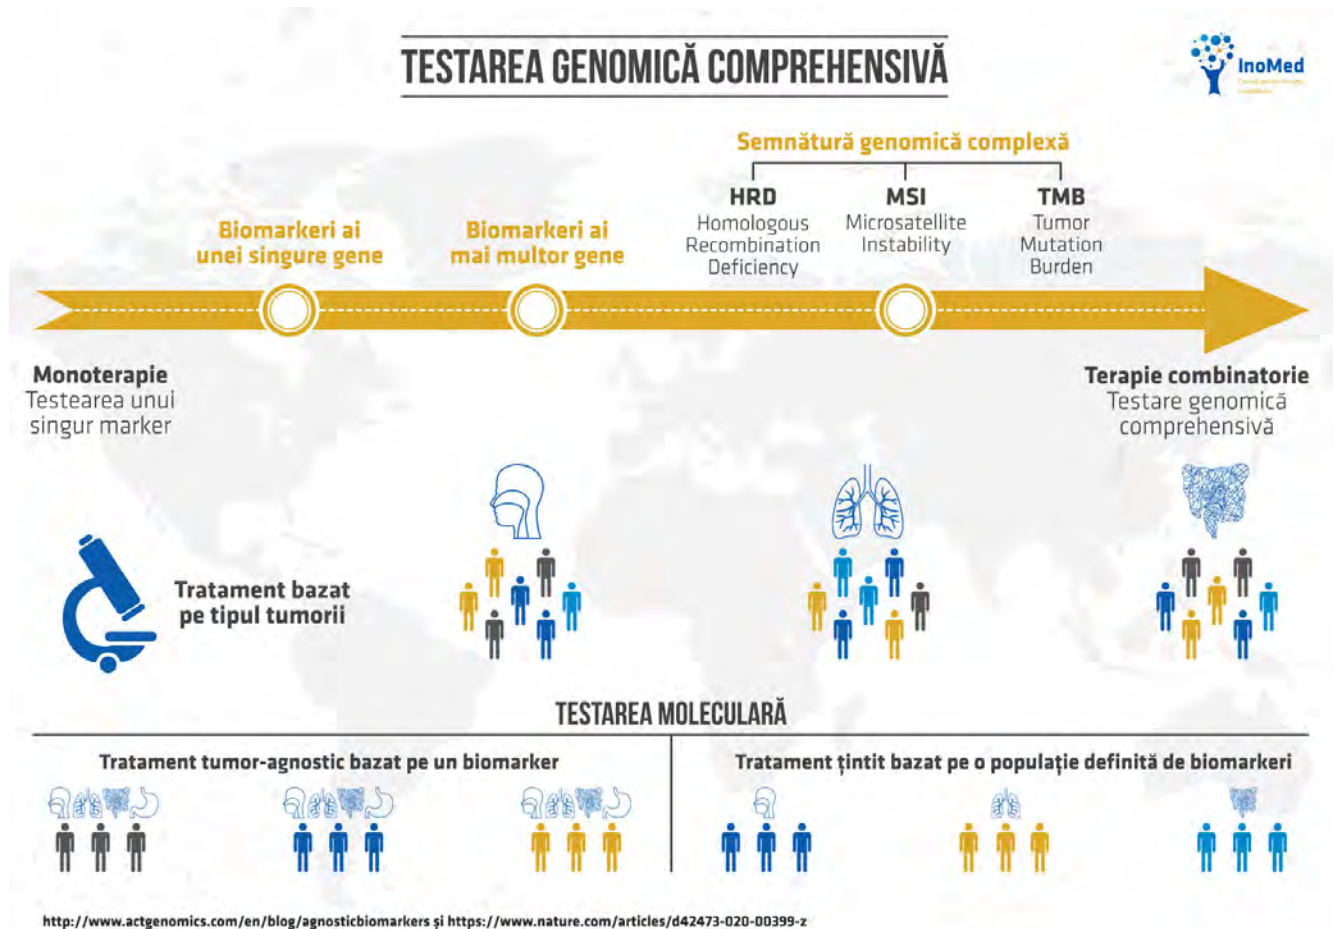 TESTAREA GENOMICĂ COMPREHENSIVĂ
InoMed
Semnătură genomică complexă
HRD
Homologous
Recombination
Deficiency
MSI
Microsatellite
Instability
TMB
Tumor
Mutation
Burden
Biomarkeri ai
unei singure gene
Biomarkeri ai
mai multor gene
Monoterapie
Testearea unui
singur marker
Terapie combinatorie
Testare genomică
comprehensivă
Tratament bazat
pe tipul tumorii
TESTAREA MOLECULARĂ
Tratament tumor-agnostic bazat pe un biomarker
Tratament țintit bazat pe o populație definită de biomarkeri
http://www.actgenomics.com/en/blog/agnosticbiomarkers și https://www.nature.com/articles/d42473-020-00399-z